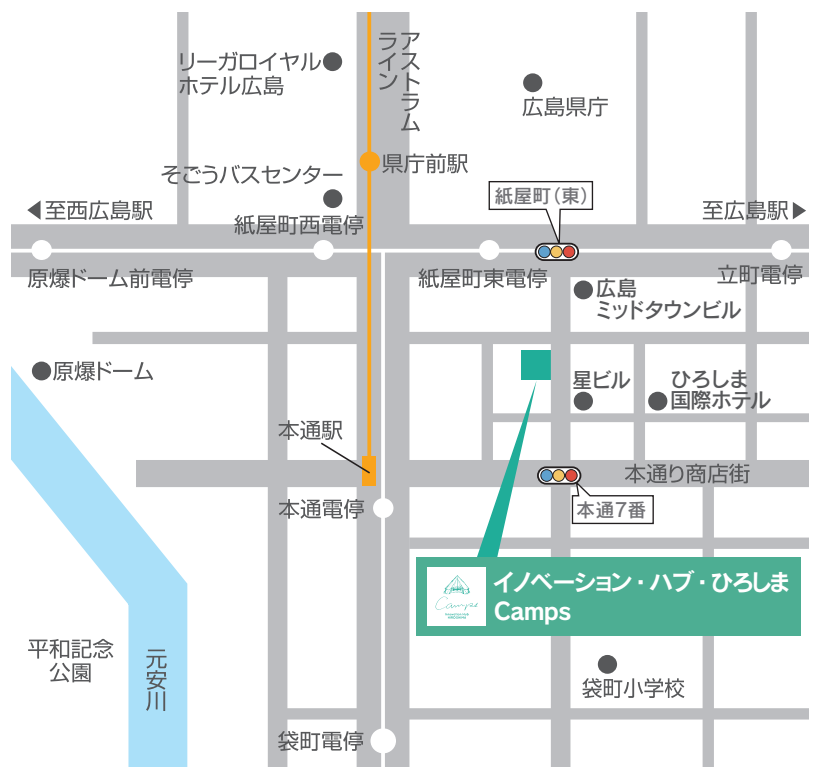 アストラム
ライン
リーガロイヤル
ホテル広島
広島県庁
県庁前駅
そごうバスセンター
紙屋町（東）
◀至西広島駅
至広島駅▶
紙屋町西電停
原爆ドーム前電停
紙屋町東電停
立町電停
広島
ミッドタウンビル
原爆ドーム
星ビル
ひろしま
国際ホテル
本通駅
本通り商店街
本通電停
本通7番
イノベーション・ハブ・ひろしま
Camps
Camps
平和記念
公園
元安川
袋町小学校
袋町電停